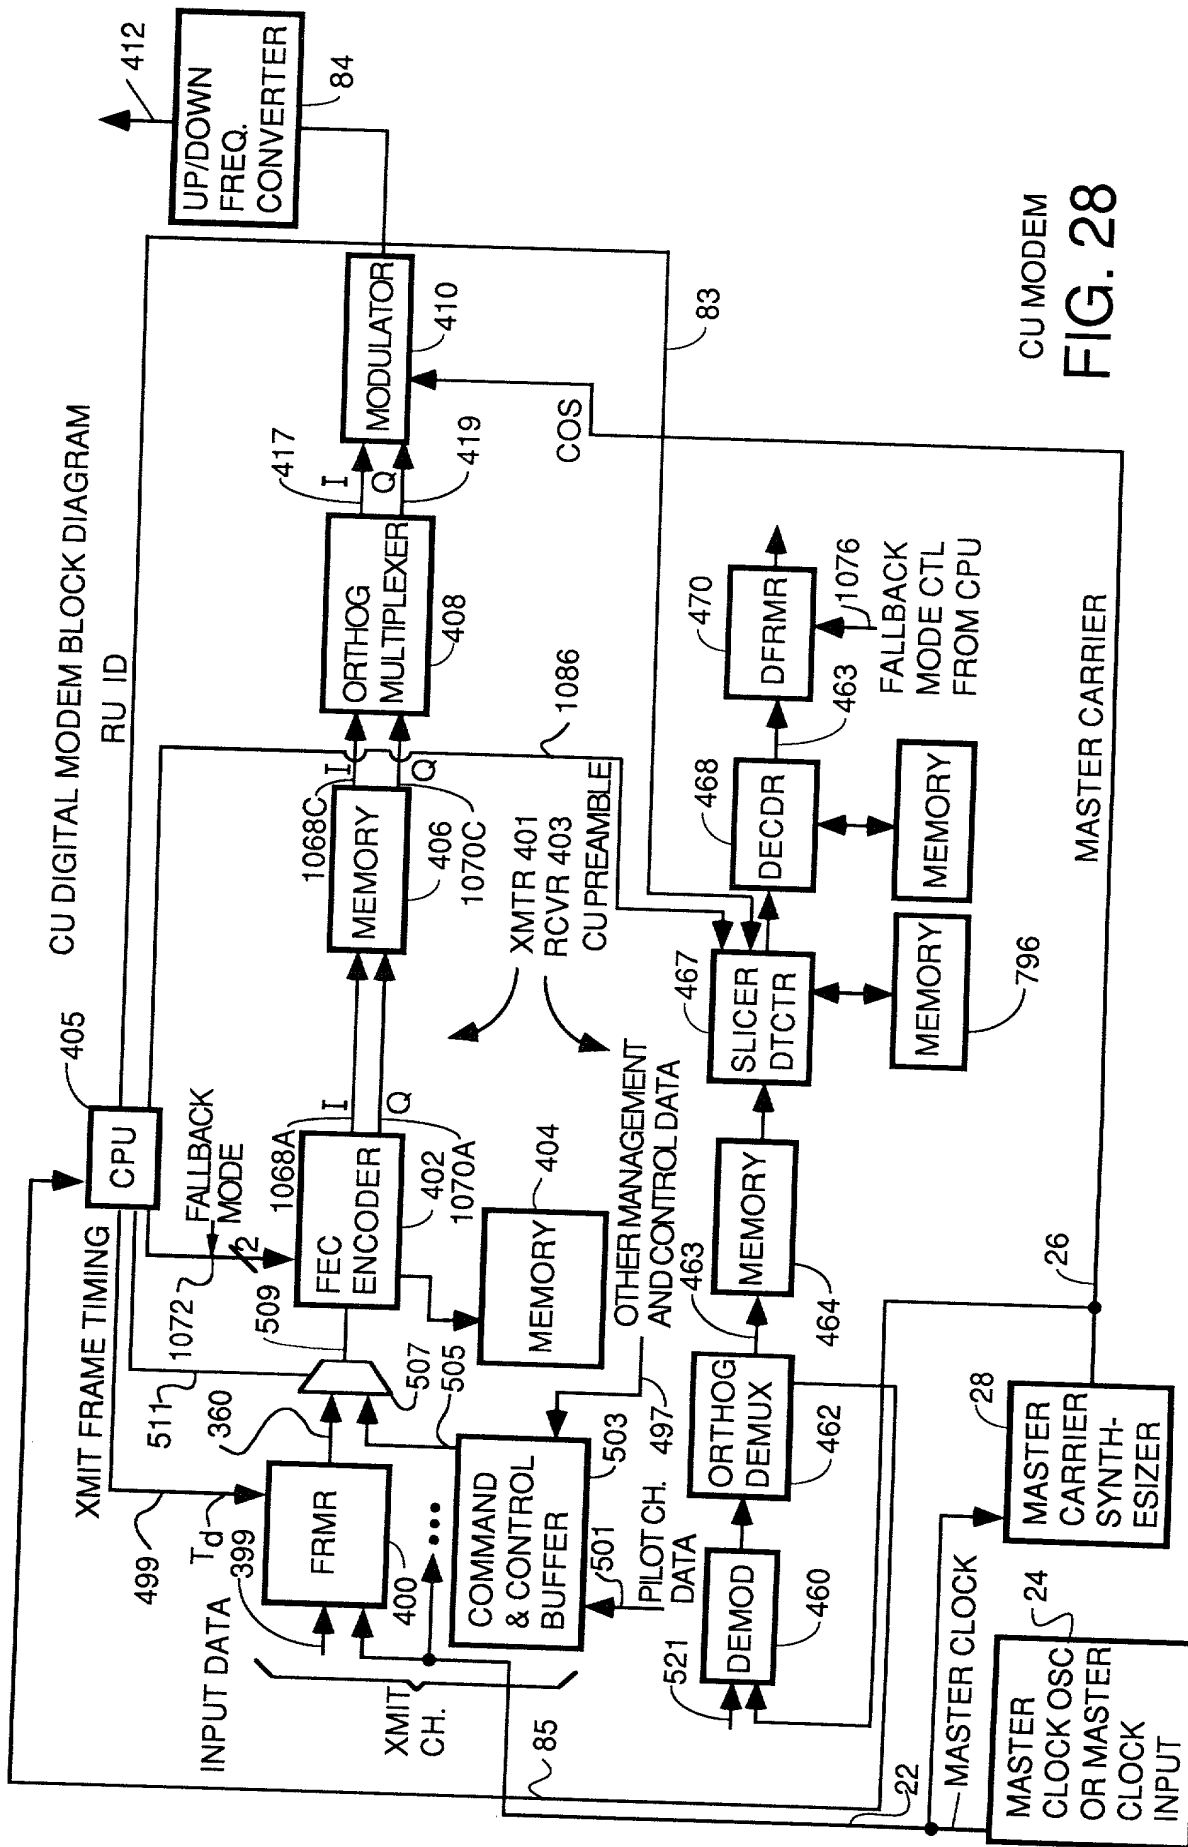 CU DIGITAL MODEM BLOCK DIAGRAM
RU ID
405
CPU
XMIT FRAME TIMING
499
511
1072
FALLBACK
MODE
2
INPUT DATA
Td
399
FRMR
400
360
509
507
505
FEC
ENCODER
402
1068A
I
Q
1070A
MEMORY
404
MEMORY
406
1068C
I
Q
1070C
ORTHOG
MULTIPLEXER
408
417
I
Q
419
MODULATOR
410
COS
UP/DOWN
FREQ.
CONVERTER
84
412
XMIT
CH.
COMMAND
& CONTROL
BUFFER
503
501
PILOT CH.
DATA
497
OTHER MANAGEMENT
AND CONTROL DATA
XMTR 401
RCVR 403
CU PREAMBLE
1086
83
85
521
DEMOD
460
ORTHOG
DEMUX
462
463
MEMORY
464
SLICER
DTCTR
467
MEMORY
796
DECDR
468
MEMORY
463
DFRMR
470
1076
FALLBACK
MODE CTL
FROM CPU
22
MASTER CLOCK
MASTER
CLOCK OSC
OR MASTER
CLOCK
INPUT
24
MASTER
CARRIER
SYNTH-
ESIZER
28
26
MASTER CARRIER
CU MODEM
FIG. 28